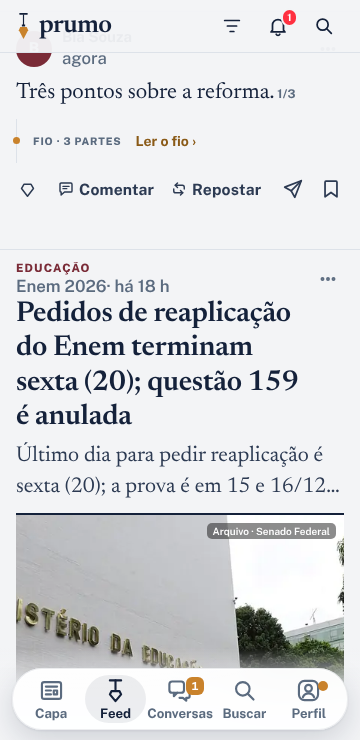 prumo
1
agora
Três pontos sobre a reforma. 1/3
FIO · 3 PARTES Ler o fio ›
Comentar Repostar
EDUCAÇÃO
Enem 2026· há 18 h
Pedidos de reaplicação
do Enem terminam
sexta (20); questão 159
é anulada
Último dia para pedir reaplicação é
sexta (20); a prova é em 15 e 16/12...
Arquivo · Senado Federal
ISTÉRIO DA EDUCAÇ
1
Capa Feed Conversas Buscar Perfil